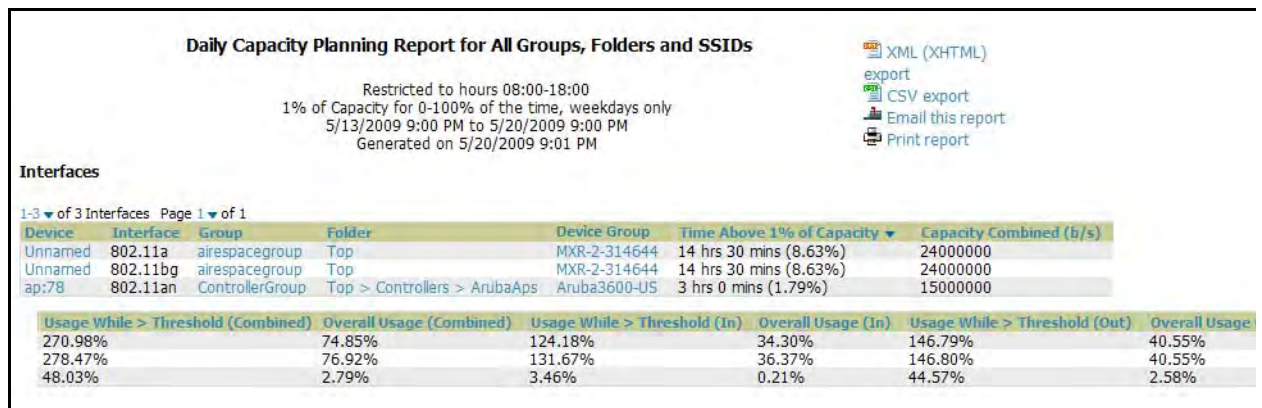 Daily Capacity Planning Report for All Groups, Folders and SSIDs
Restricted to hours 08:00-18:00
1% of Capacity for 0-100% of the time, weekdays only
5/13/2009 9:00 PM to 5/20/2009 9:00 PM
Generated on 5/20/2009 9:01 PM
XML (XHTML)
export
CSV export
Email this report
Print report
Interfaces
1-3 of 3 Interfaces Page 1 of 1
Device Interface Group Folder Device Group Time Above 1% of Capacity Capacity Combined (b/s)
Unnamed 802.11a airespacegroup Top MXR-2-314644 14 hrs 30 mins (8.63%) 24000000
Unnamed 802.11bg airespacegroup Top MXR-2-314644 14 hrs 30 mins (8.63%) 24000000
ap:78 802.11an ControllerGroup Top > Controllers > ArubaAps Aruba3600-US 3 hrs 0 mins (1.79%) 15000000
Usage While > Threshold (Combined) Overall Usage (Combined) Usage While > Threshold (In) Overall Usage (In) Usage While > Threshold (Out) Overall Usage
270.98% 74.85% 124.18% 34.30% 146.79% 40.55%
278.47% 76.92% 131.67% 36.37% 146.80% 40.55%
48.03% 2.79% 3.46% 0.21% 44.57% 2.58%